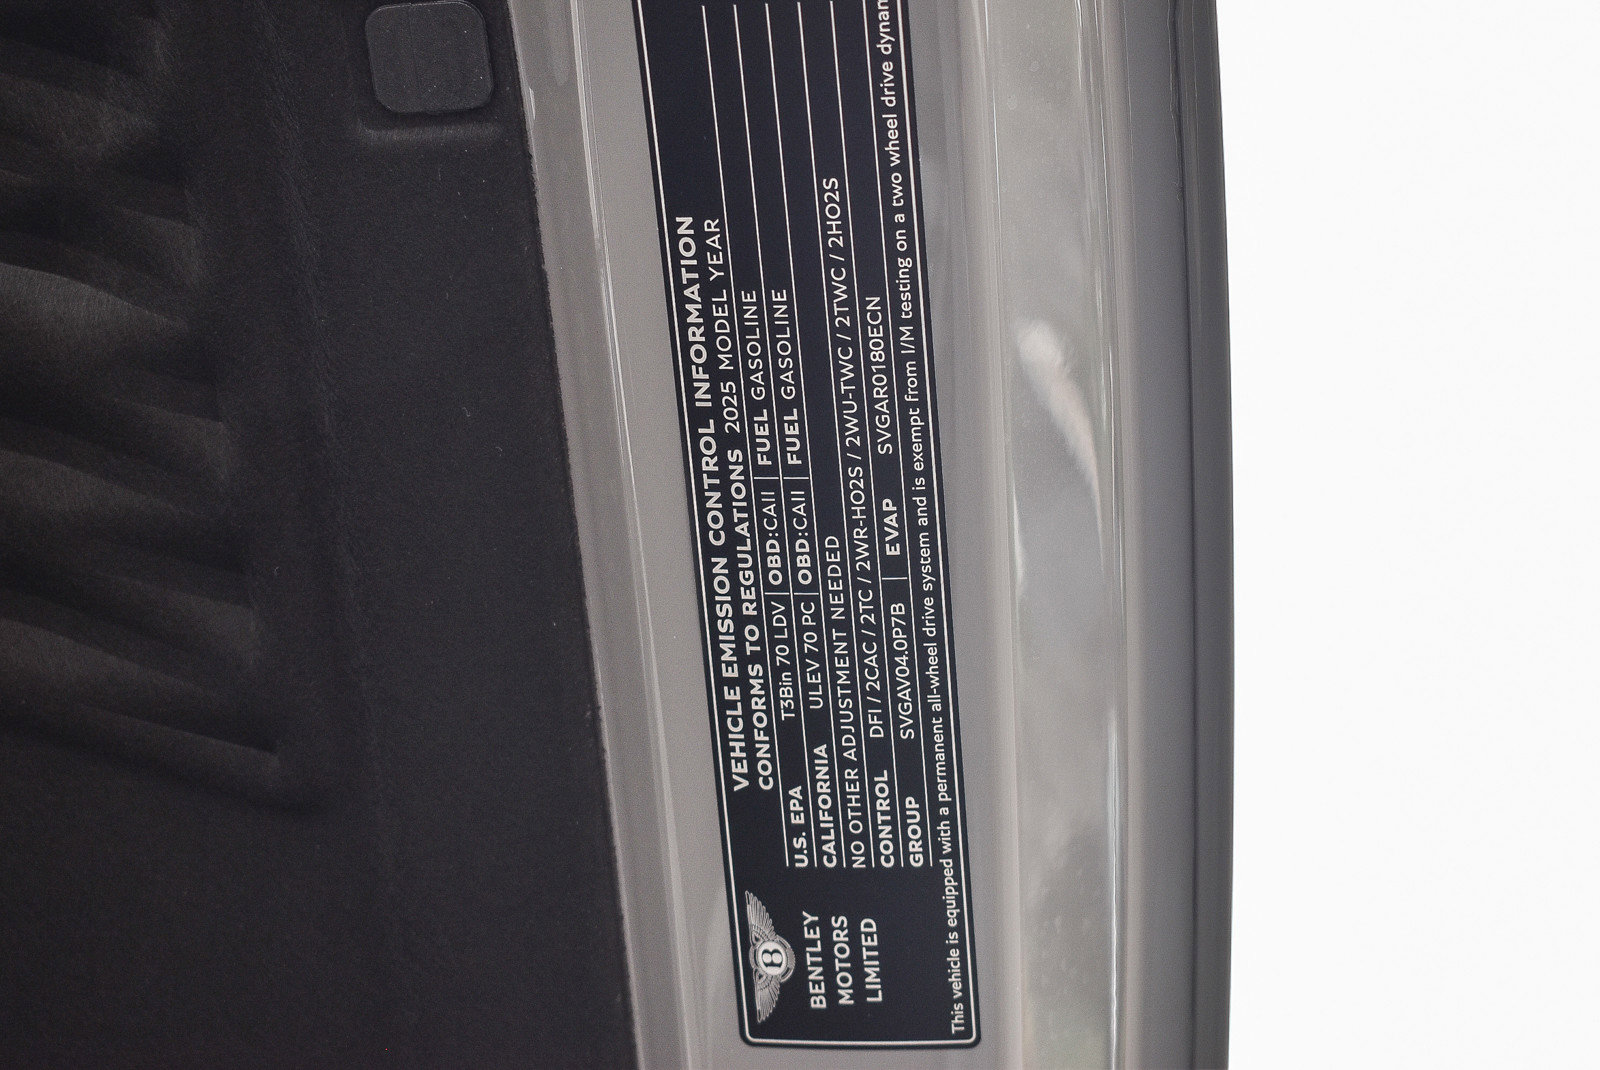 VEHICLE EMISSION CONTROL INFORMATION
CONFORMS TO REGULATIONS 2025 MODEL YEAR
U.S. EPA T3Bin 70 LDV | OBD:CAII | FUEL GASOLINE
CALIFORNIA ULEV 70 PC | OBD:CAII | FUEL GASOLINE
NO OTHER ADJUSTMENT NEEDED
CONTROL DFI / 2CAC / 2TC / 2WR-HO2S / 2WU-TWC / 2TWC / 2HO2S
GROUP SVGAV04.0P7B | EVAP SVGAR0180ECN
B
BENTLEY
MOTORS
LIMITED
This vehicle is equipped with a permanent all-wheel drive system and is exempt from I/M testing on a two wheel drive dynam